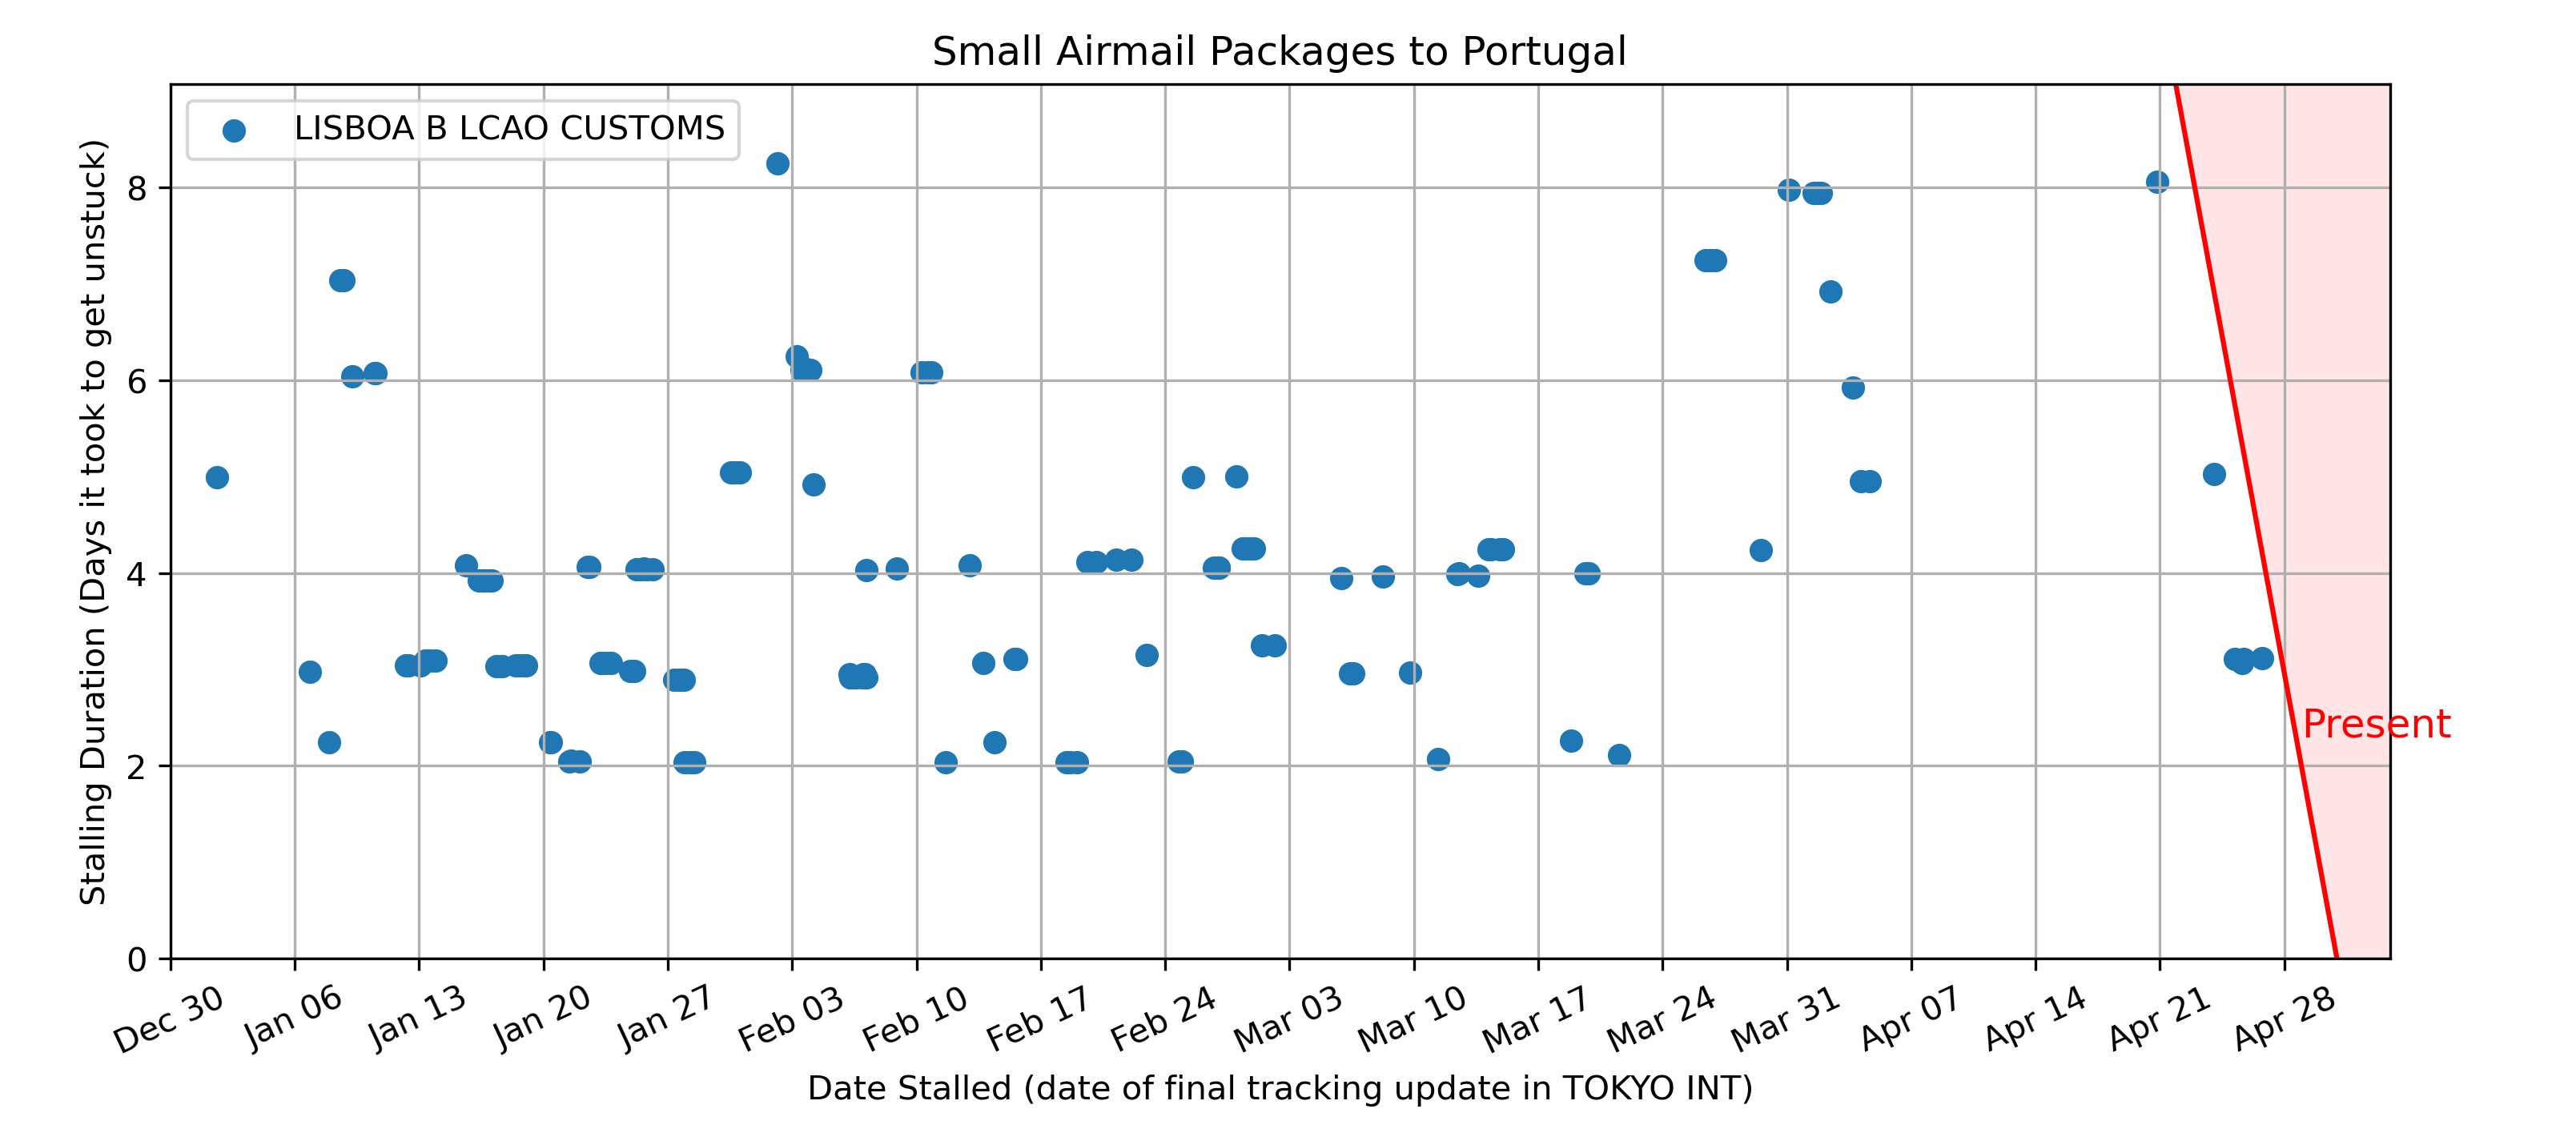 Small Airmail Packages to Portugal
LISBOA B LCAO CUSTOMS
Stalling Duration (Days it took to get unstuck)
8
6
4
2
0
Present
Dec 30
Jan 06
Jan 13
Jan 20
Jan 27
Feb 03
Feb 10
Feb 17
Feb 24
Mar 03
Mar 10
Mar 17
Mar 24
Mar 31
Apr 07
Apr 14
Apr 21
Apr 28
Date Stalled (date of final tracking update in TOKYO INT)